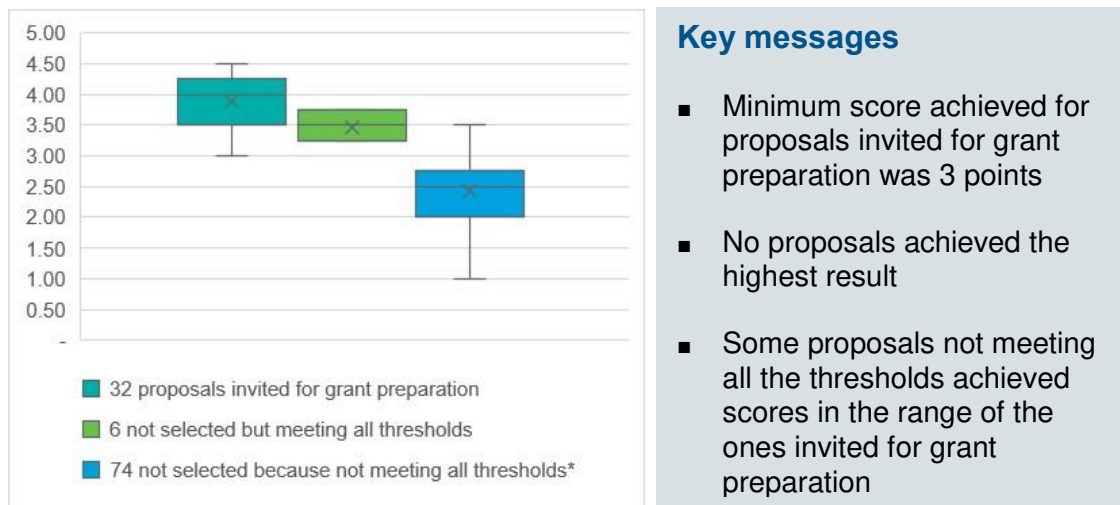 5.00
4.50
4.00
3.50
3.00
2.50
2.00
1.50
1.00
0.50
-
32 proposals invited for grant preparation
6 not selected but meeting all thresholds
74 not selected because not meeting all thresholds*
Key messages
■ Minimum score achieved for
proposals invited for grant
preparation was 3 points
■ No proposals achieved the
highest result
■ Some proposals not meeting
all the thresholds achieved
scores in the range of the
ones invited for grant
preparation